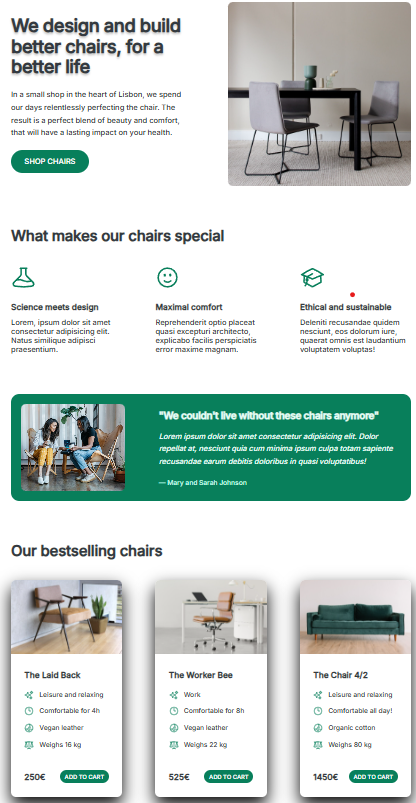 We design and build
better chairs, for a
better life
In a small shop in the heart of Lisbon, we spend
our days relentlessly perfecting the chair. The
result is a perfect blend of beauty and comfort,
that will have a lasting impact on your health.
SHOP CHAIRS
What makes our chairs special
Science meets design
Lorem, ipsum dolor sit amet
consectetur adipisicing elit.
Natus similique adipisci
praesentium.
Maximal comfort
Reprehenderit optio placeat
quasi excepturi architecto,
explicabo facilis perspiciatis
error maxime magnam.
Ethical and sustainable
Deleniti recusandae quidem
nesciunt, eos dolorum iure,
quaerat omnis est laudantium
voluptatem voluptas!
"We couldn't live without these chairs anymore"
Lorem ipsum dolor sit amet consectetur adipisicing elit. Dolor
repellat at, nesciunt quia cum minima ipsum culpa totam sapiente
recusandae earum debitis doloribus in quasi voluptatibus!
— Mary and Sarah Johnson
Our bestselling chairs
The Laid Back
Leisure and relaxing
Comfortable for 4h
Vegan leather
Weighs 16 kg
250€ ADD TO CART
The Worker Bee
Work
Comfortable for 8h
Vegan leather
Weighs 22 kg
525€ ADD TO CART
The Chair 4/2
Leisure and relaxing
Comfortable all day!
Organic cotton
Weighs 80 kg
1450€ ADD TO CART